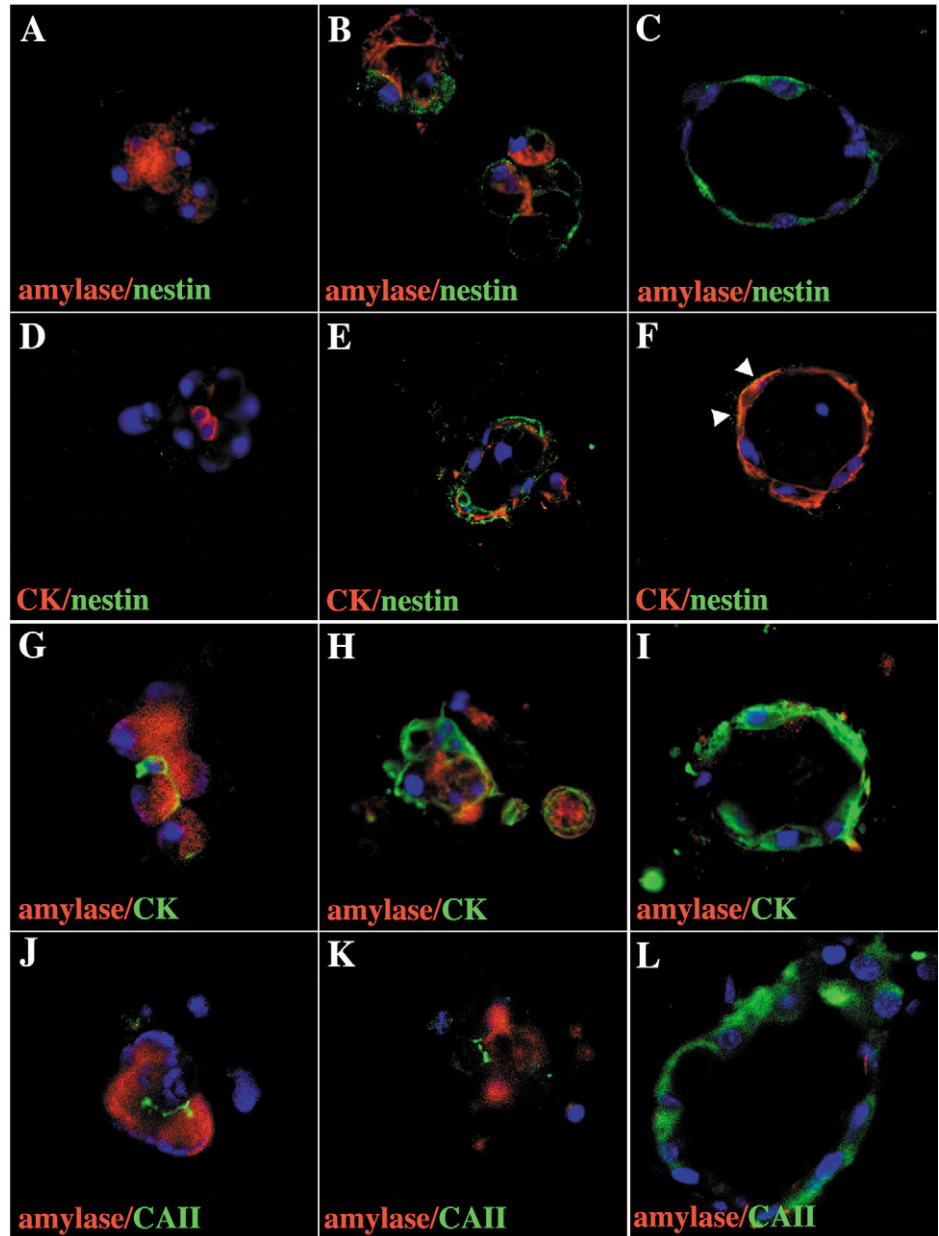 A
amylase/nestin
B
amylase/nestin
C
amylase/nestin
D
CK/nestin
E
CK/nestin
F
CK/nestin
G
amylase/CK
H
amylase/CK
I
amylase/CK
J
amylase/CAII
K
amylase/CAII
L
amylase/CAII